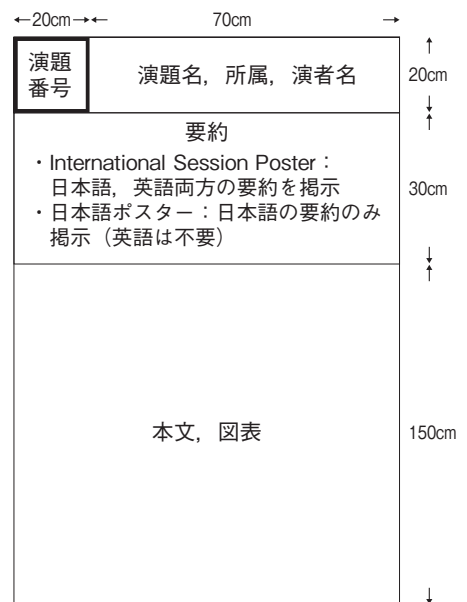 ←20cm→←　70cm　→
演題
番号
演題名，所属，演者名
20cm
要約
・International Session Poster：
日本語，英語両方の要約を掲示
・日本語ポスター：日本語の要約のみ
掲示（英語は不要）
30cm
本文，図表
150cm